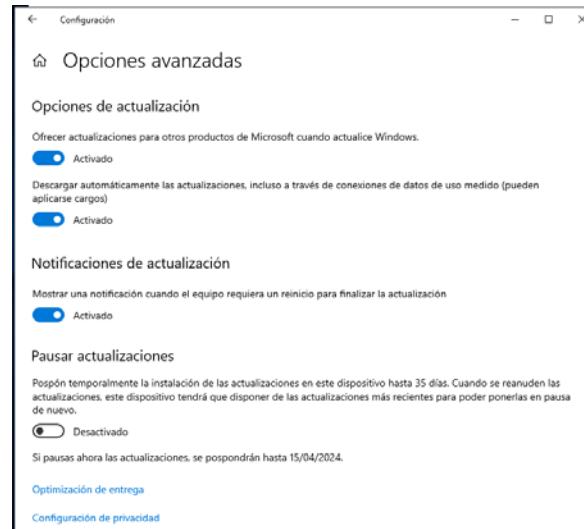 Configuración
Opciones avanzadas
Opciones de actualización
Ofrecer actualizaciones para otros productos de Microsoft cuando actualice Windows.
Activado
Descargar automáticamente las actualizaciones, incluso a través de conexiones de datos de uso medido (pueden
aplicarse cargos)
Activado
Notificaciones de actualización
Mostrar una notificación cuando el equipo requiera un reinicio para finalizar la actualización
Activado
Pausar actualizaciones
Pospón temporalmente la instalación de las actualizaciones en este dispositivo hasta 35 días. Cuando se reanuden las
actualizaciones, este dispositivo tendrá que disponer de las actualizaciones más recientes para poder ponerlas en pausa
de nuevo.
Desactivado
Si pausas ahora las actualizaciones, se pospondrán hasta 15/04/2024.
Optimización de entrega
Configuración de privacidad